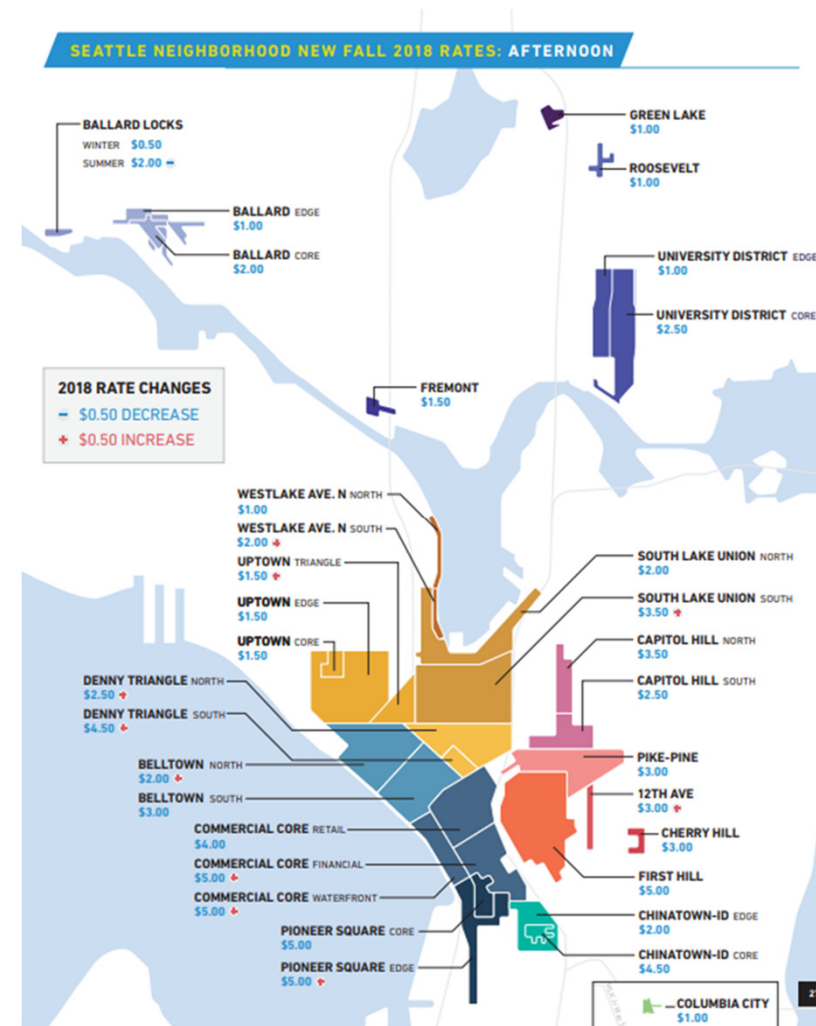 SEATTLE NEIGHBORHOOD NEW FALL 2018 RATES: AFTERNOON
BALLARD LOCKS
WINTER $0.50
SUMMER $2.00 -
BALLARD EDGE
$1.00
BALLARD CORE
$2.00
GREEN LAKE
$1.00
ROOSEVELT
$1.00
UNIVERSITY DISTRICT EDGE
$1.00
UNIVERSITY DISTRICT CORE
$2.50
2018 RATE CHANGES
- $0.50 DECREASE
+ $0.50 INCREASE
FREMONT
$1.50
WESTLAKE AVE. N NORTH
$1.00
WESTLAKE AVE. N SOUTH
$2.00 +
UPTOWN TRIANGLE
$1.50 +
UPTOWN EDGE
$1.50
UPTOWN CORE
$1.50
DENNY TRIANGLE NORTH
$2.50 +
DENNY TRIANGLE SOUTH
$4.50 +
BELLTOWN NORTH
$2.00 +
BELLTOWN SOUTH
$3.00
COMMERCIAL CORE RETAIL
$4.00
COMMERCIAL CORE FINANCIAL
$5.00 +
COMMERCIAL CORE WATERFRONT
$5.00 +
PIONEER SQUARE CORE
$5.00
PIONEER SQUARE EDGE
$5.00 +
SOUTH LAKE UNION NORTH
$2.00
SOUTH LAKE UNION SOUTH
$3.50 +
CAPITOL HILL NORTH
$3.50
CAPITOL HILL SOUTH
$2.50
PIKE-PINE
$3.00
12TH AVE
$3.00 +
CHERRY HILL
$3.00
FIRST HILL
$5.00
CHINATOWN-ID EDGE
$2.00
CHINATOWN-ID CORE
$4.50
COLUMBIA CITY
$1.00